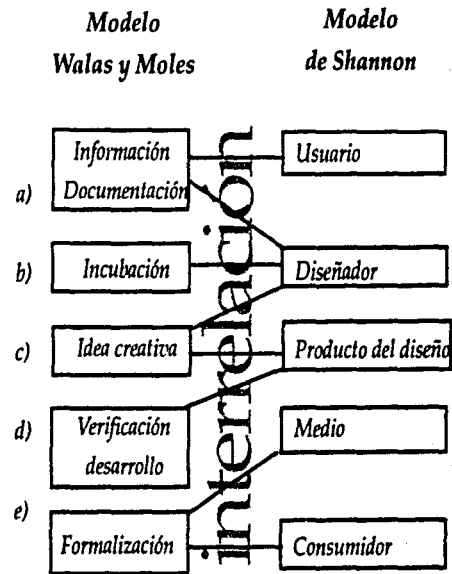 Modelo
Walas y Moles
Modelo
de Shannon
a)
Información
Documentación
Usuario
b)
Incubación
Diseñador
c)
Idea creativa
Producto del diseño
d)
Verificación
desarrollo
Medio
e)
Formalización
Consumidor
interrelación